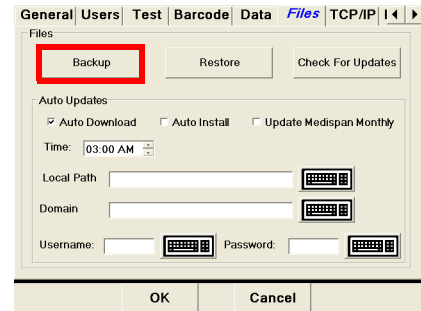 General Users Test Barcode Data Files TCP/IP
Files
Backup Restore Check For Updates
Auto Updates
Auto Download Auto Install Update Medispan Monthly
Time: 03:00 AM
Local Path
Domain
Username: Password:
OK Cancel